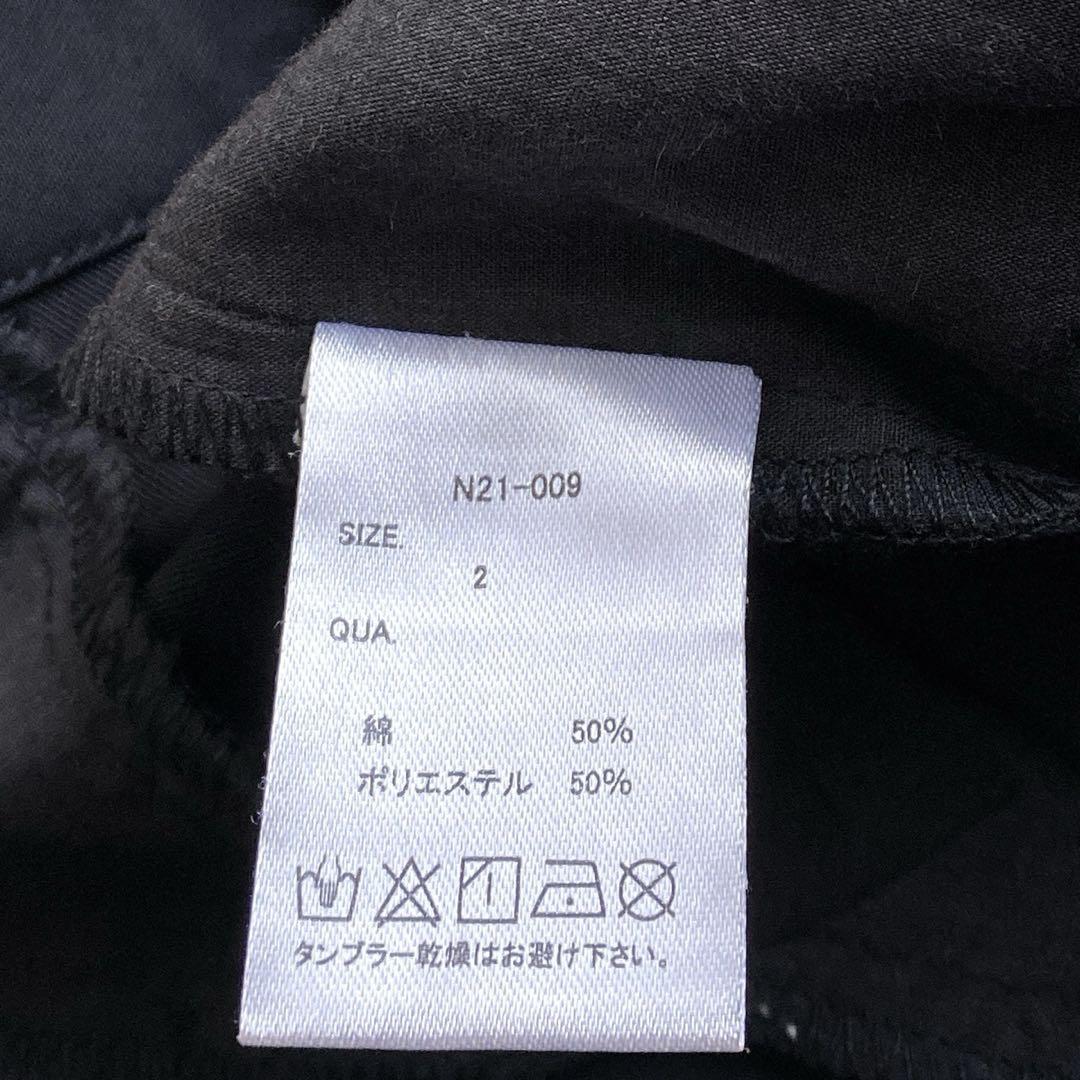 N21-009
SIZE.
2
QUA.
綿 50%
ポリエステル 50%
タンブラー乾燥はお避け下さい。